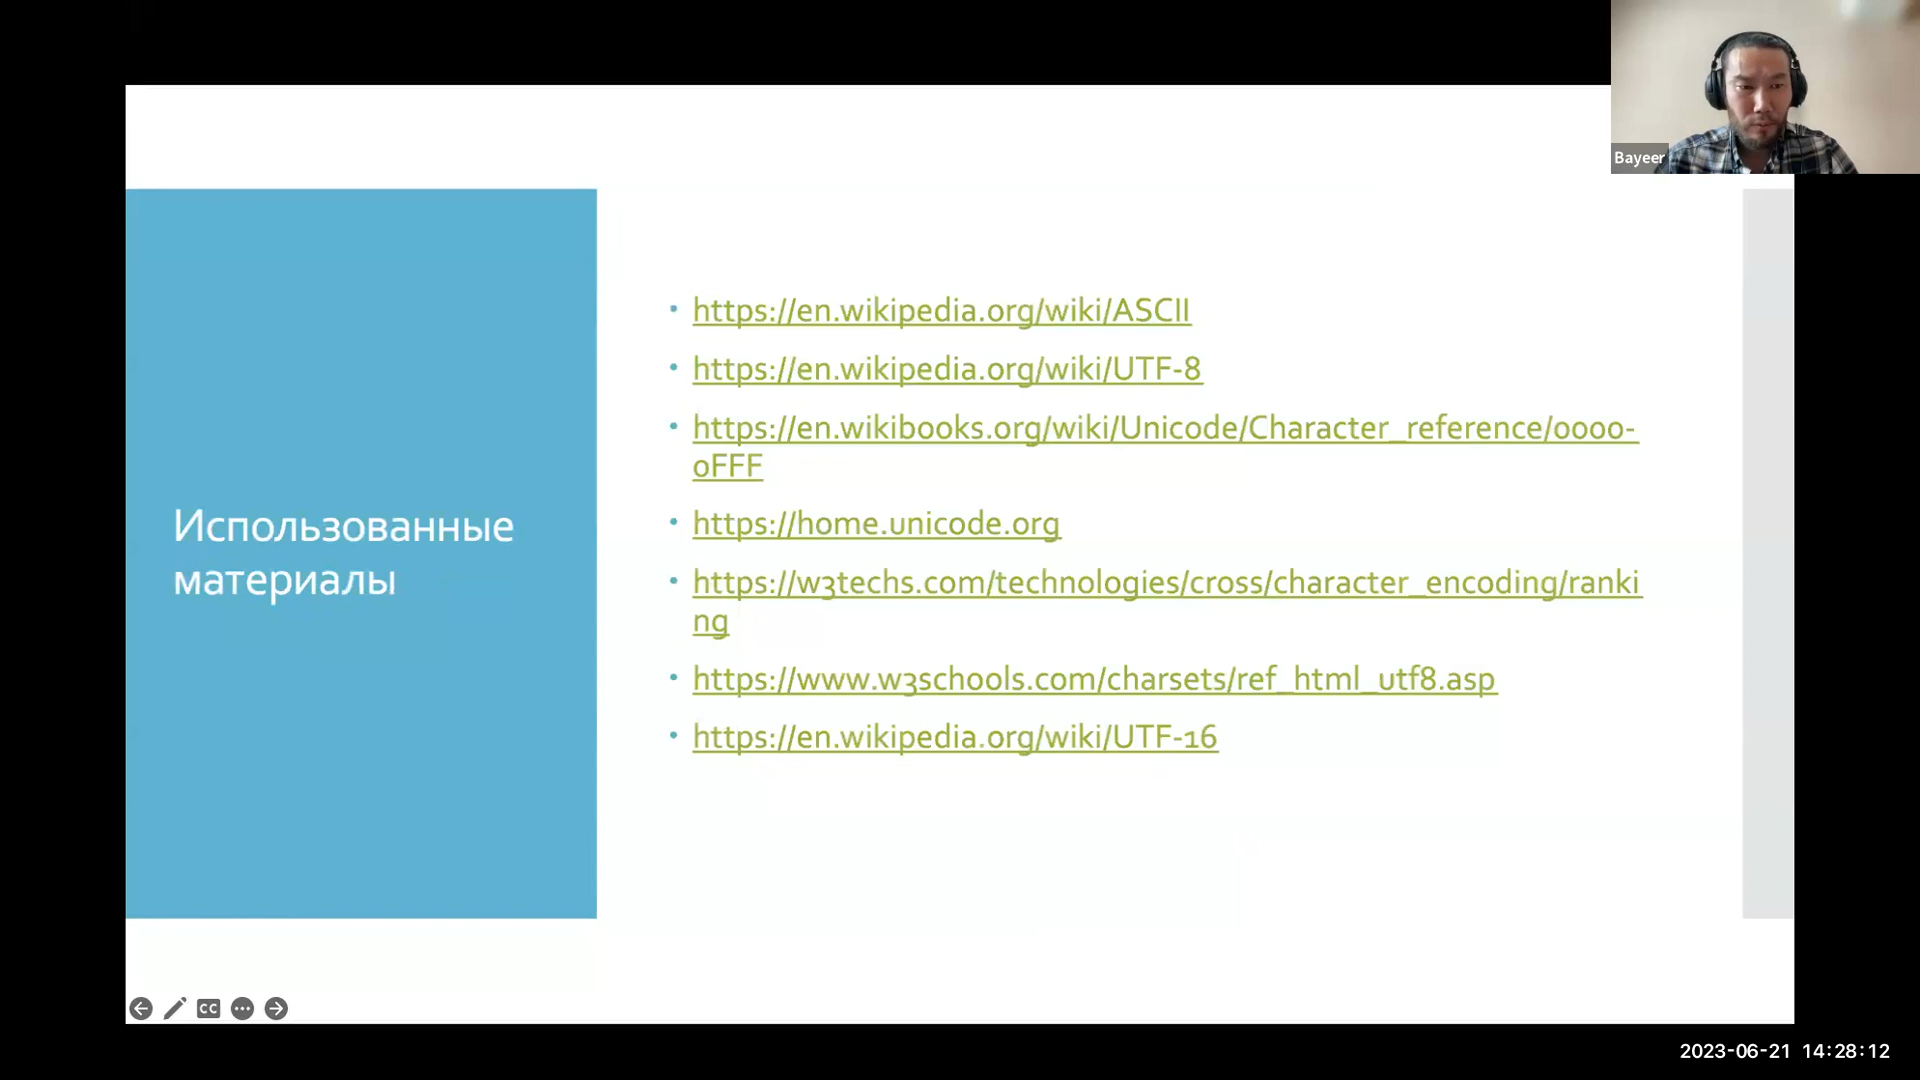 Bayeer
Использованные
материалы
• https://en.wikipedia.org/wiki/ASCII
• https://en.wikipedia.org/wiki/UTF-8
• https://en.wikibooks.org/wiki/Unicode/Character_reference/0000-
0FFF
• https://home.unicode.org
• https://w3techs.com/technologies/cross/character_encoding/ranki
ng
• https://www.w3schools.com/charsets/ref_html_utf8.asp
• https://en.wikipedia.org/wiki/UTF-16
CC
2023-06-21 14:28:12